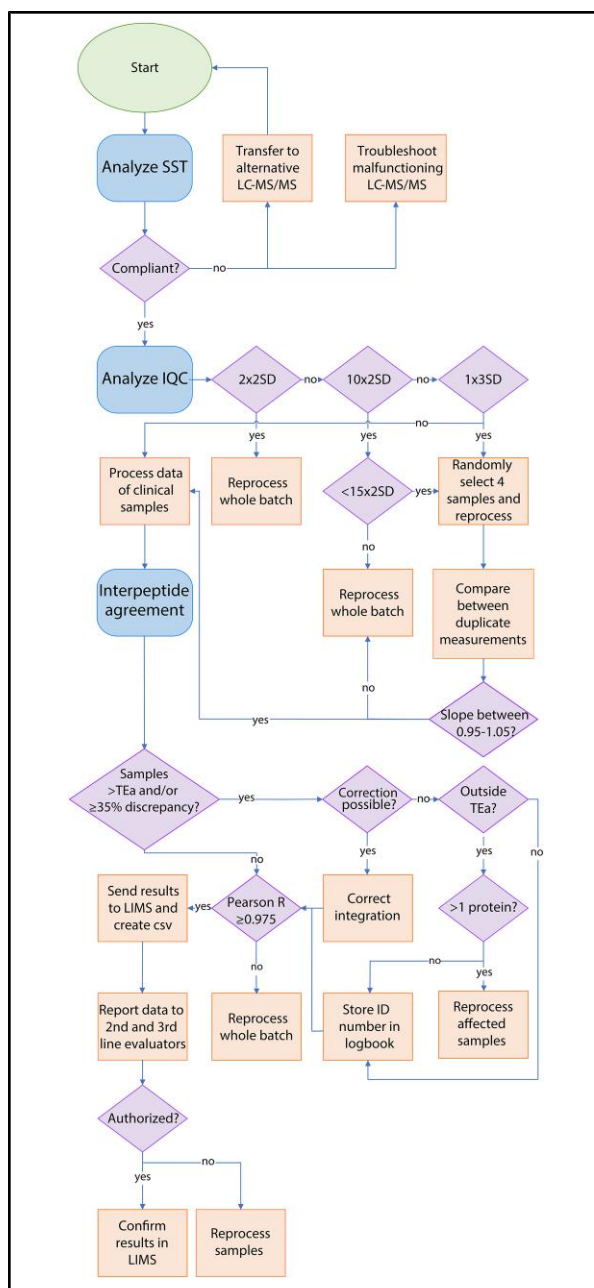 Start
Analyze SST
Transfer to
alternative
LC-MS/MS
Troubleshoot
malfunctioning
LC-MS/MS
Compliant?
no
yes
Analyze IQC
2x2SD
no
10x2SD
no
1x3SD
no
yes
yes
yes
Process data
of clinical
samples
Reprocess
whole batch
<15x2SD
yes
Randomly
select 4
samples and
reprocess
no
Interpeptide
agreement
Reprocess
whole batch
Compare
between
duplicate
measurements
no
yes
Slope between
0.95-1.05?
Samples
>TEa and/or
≥35% discrepancy?
yes
Correction
possible?
no
Outside
TEa?
no
yes
yes
no
Send results
to LIMS and
create csv
yes
Pearson R
≥0.975
Correct
integration
>1 protein?
no
no
yes
Report data to
2nd and 3rd
line evaluators
Reprocess
whole batch
Store ID
number in
logbook
Reprocess
affected
samples
Authorized?
no
yes
Confirm
results in
LIMS
Reprocess
samples